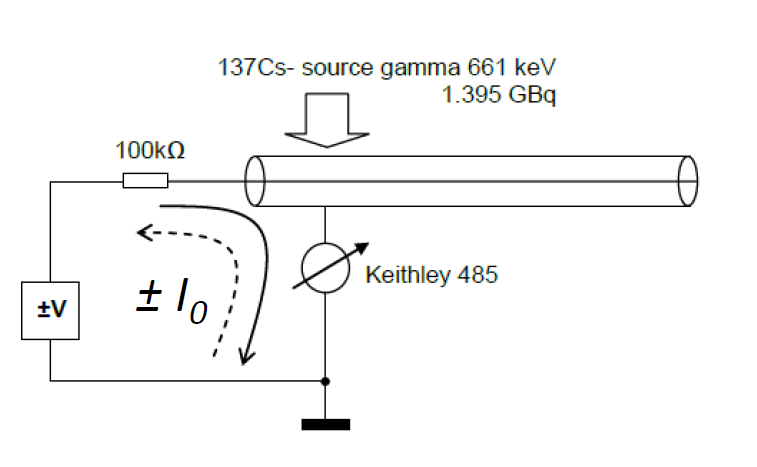 137Cs- source gamma 661 keV
1.395 GBq
100kΩ
Keithley 485
± I0
±V